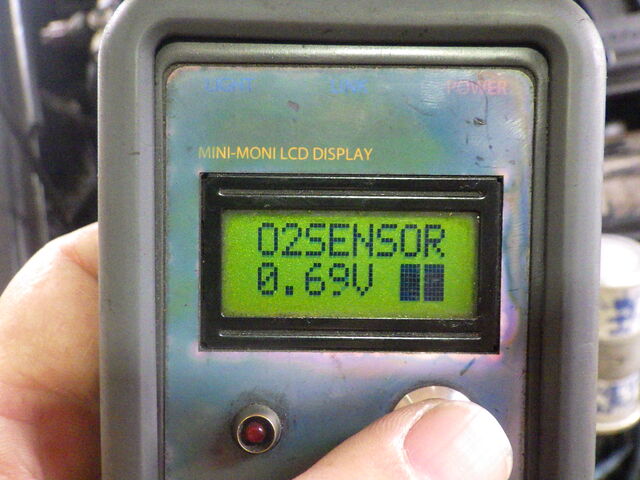 LIGHT LINE POWER
MINI-MONI LCD DISPLAY
O2SENSOR
0.69V